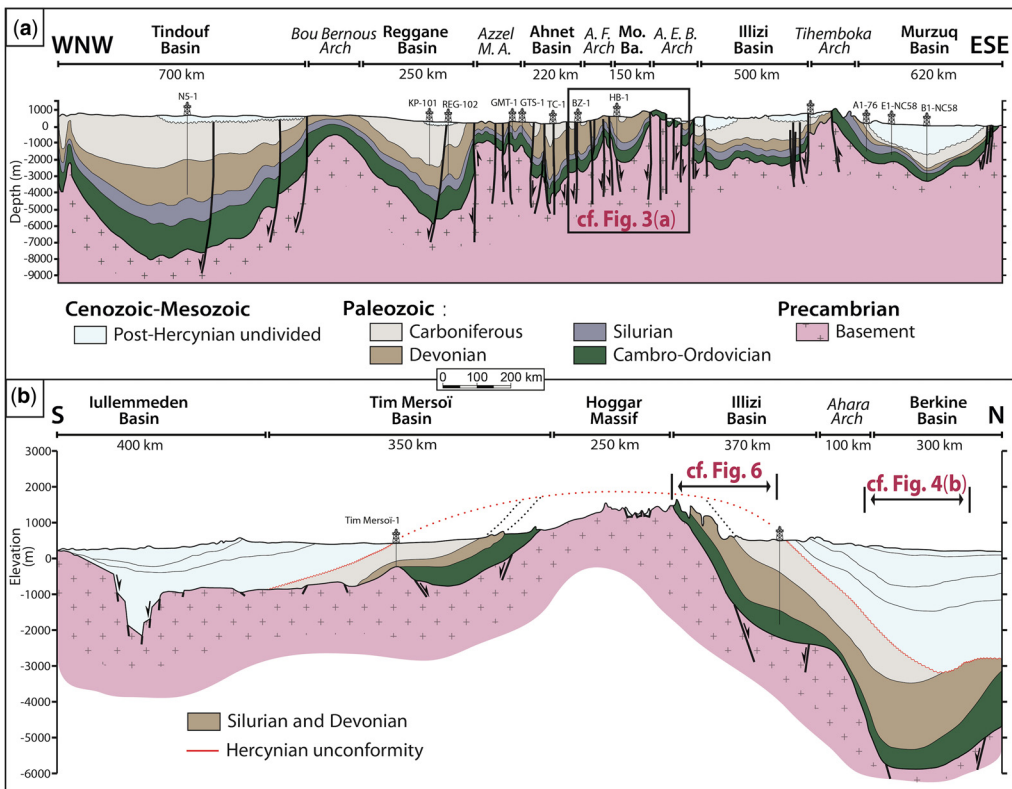 (a)
WNW
Tindouf
Basin
Bou Bernous
Arch
Reggane
Basin
Azzel
M. A.
Ahnet
Basin
A. F.
Arch
Mo.
Ba.
A. E. B.
Arch
Illizi
Basin
Tihemboka
Arch
Murzuq
Basin
ESE
700 km
250 km
220 km
150 km
500 km
620 km
N5-1
KP-101
REG-102
GMT-1
GTS-1
TC-1
BZ-1
HB-1
A1-76
E1-NC58
B1-NC58
Depth (m)
1000
0
-1000
-2000
-3000
-4000
-5000
-6000
-7000
-8000
-9000
cf. Fig. 3(a)
Cenozoic-Mesozoic
Post-Hercynian undivided
Paleozoic :
Carboniferous
Devonian
Silurian
Cambro-Ordovician
Precambrian
Basement
0 100 200 km
(b)
S
Iullemmeden
Basin
Tim Mersoï
Basin
Hoggar
Massif
Illizi
Basin
Ahara
Arch
Berkine
Basin
N
400 km
350 km
250 km
370 km
100 km
300 km
cf. Fig. 6
cf. Fig. 4(b)
Tim Mersoï-1
Elevation
(m)
3000
2000
1000
0
-1000
-2000
-3000
-4000
-5000
-6000
Silurian and Devonian
Hercynian unconformity